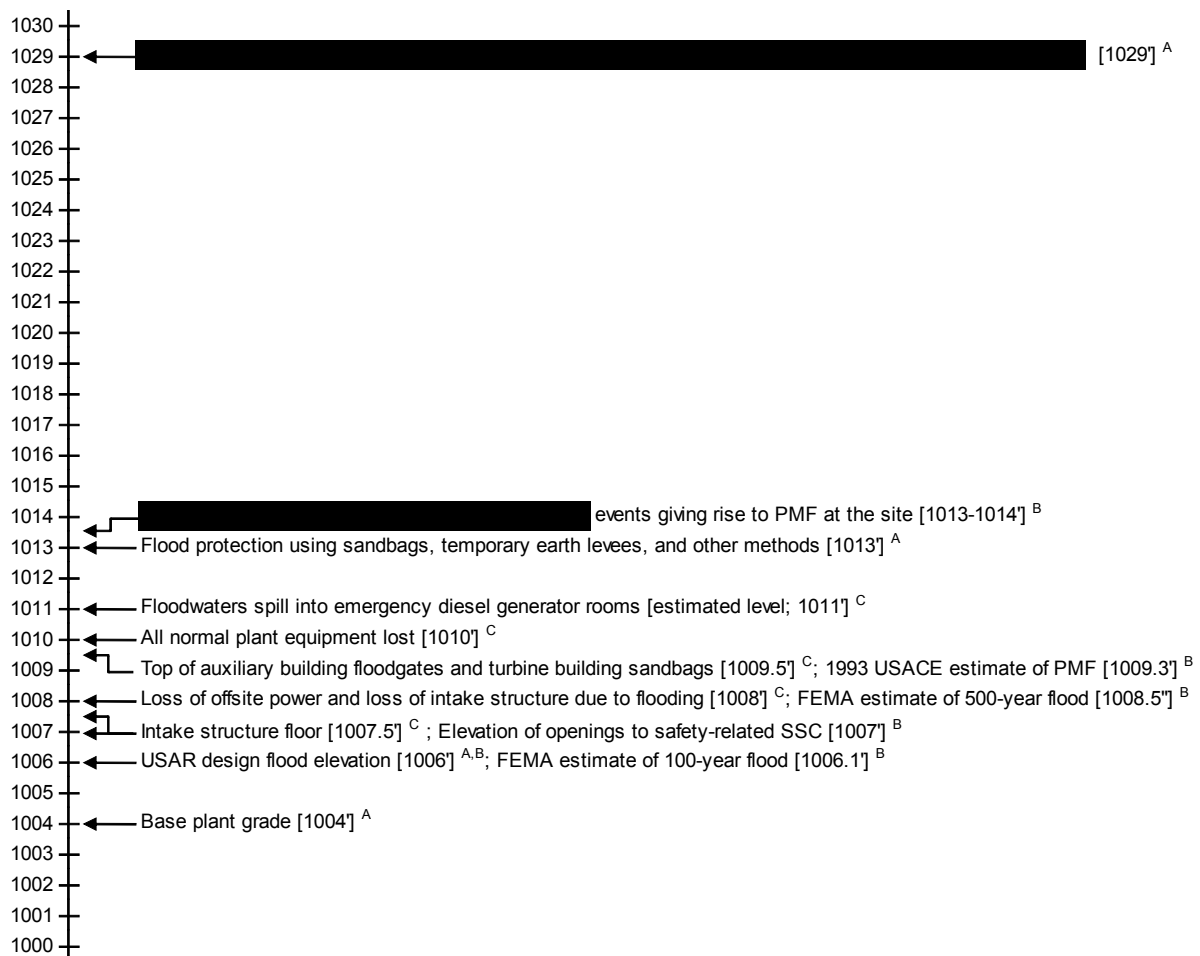 1030
1029 [1029'] A
1028
1027
1026
1025
1024
1023
1022
1021
1020
1019
1018
1017
1016
1015
1014 events giving rise to PMF at the site [1013-1014'] B
1013 Flood protection using sandbags, temporary earth levees, and other methods [1013'] A
1012
1011 Floodwaters spill into emergency diesel generator rooms [estimated level; 1011'] C
1010 All normal plant equipment lost [1010'] C
1009 Top of auxiliary building floodgates and turbine building sandbags [1009.5'] C; 1993 USACE estimate of PMF [1009.3'] B
1008 Loss of offsite power and loss of intake structure due to flooding [1008'] C; FEMA estimate of 500-year flood [1008.5"] B
1007 Intake structure floor [1007.5'] C ; Elevation of openings to safety-related SSC [1007'] B
1006 USAR design flood elevation [1006'] A,B; FEMA estimate of 100-year flood [1006.1'] B
1005
1004 Base plant grade [1004'] A
1003
1002
1001
1000